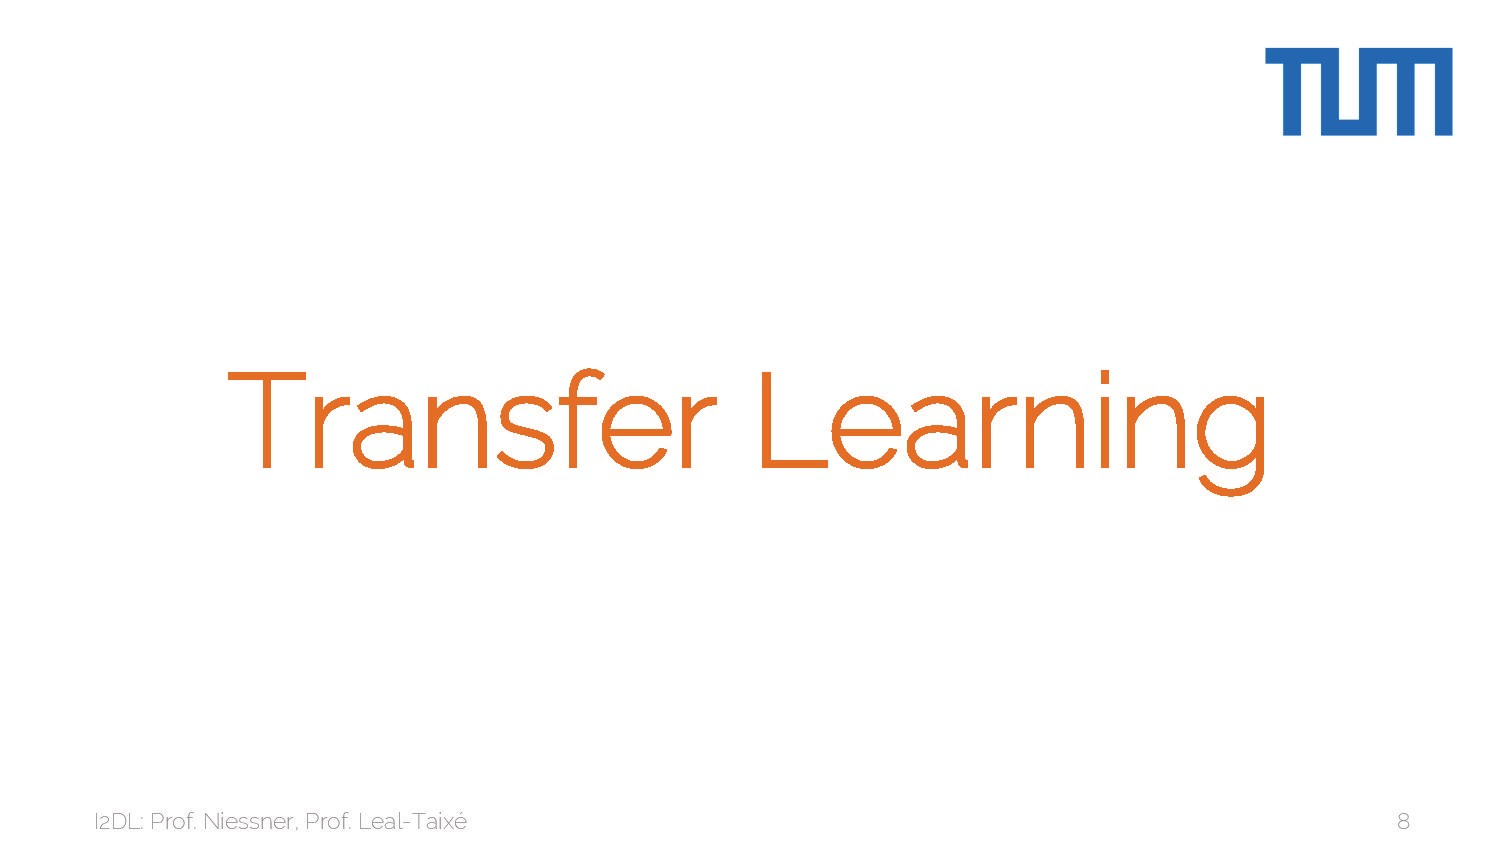 TUM
Transfer Learning
I2DL: Prof. Niessner, Prof. Leal-Taixé
8